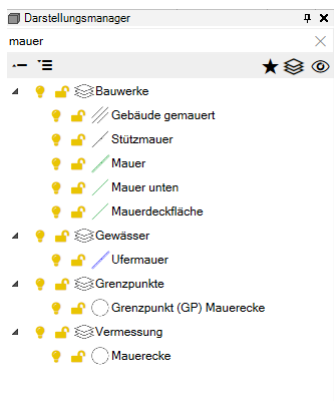 Darstellungsmanager
mauer
Bauwerke
Gebäude gemauert
Stützmauer
Mauer
Mauer unten
Mauerdeckfläche
Gewässer
Ufermauer
Grenzpunkte
Grenzpunkt (GP) Mauerecke
Vermessung
Mauerecke